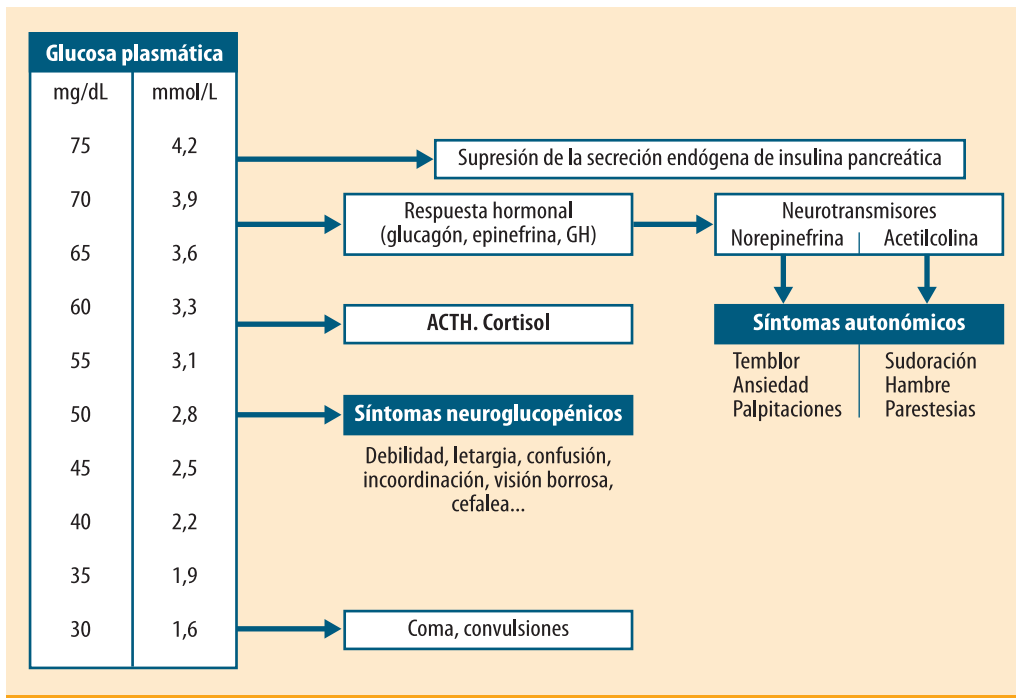 Glucosa plasmática
mg/dL mmol/L
75 4,2
Supresión de la secreción endógena de insulina pancreática
70 3,9
Respuesta hormonal
(glucagón, epinefrina, GH)
Neurotransmisores
Norepinefrina Acetilcolina
65 3,6
60 3,3
ACTH. Cortisol
Síntomas autonómicos
Temblor Sudoración
Ansiedad Hambre
Palpitaciones Parestesias
55 3,1
50 2,8
Síntomas neuroglucopénicos
Debilidad, letargia, confusión,
incoordinación, visión borrosa,
cefalea...
45 2,5
40 2,2
35 1,9
30 1,6
Coma, convulsiones